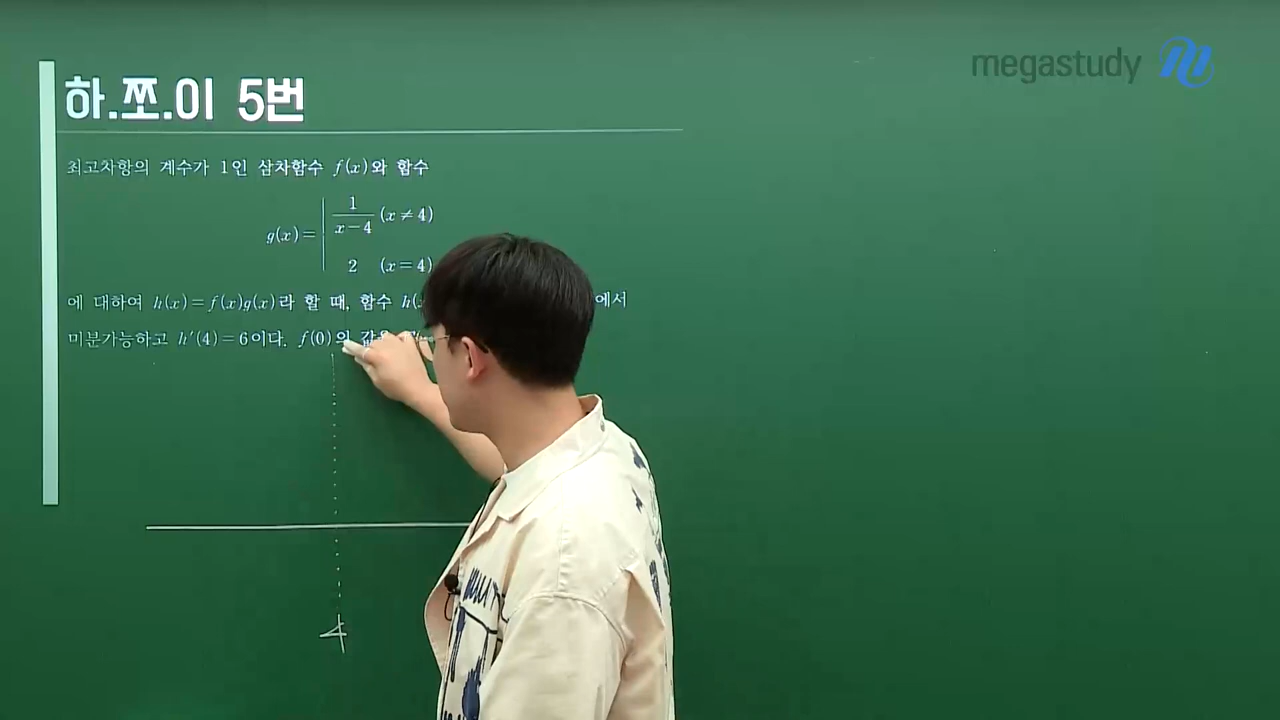 megastudy
하.쪼.이 5번
최고차항의 계수가 1인 삼차함수 f(x)와 함수
1
g(x)= x-4 (x≠4)
2 (x=4)
에 대하여 h(x)=f(x)g(x)라 할 때, 함수 에서
미분가능하고 h′(4)=6이다. f(0)의
4